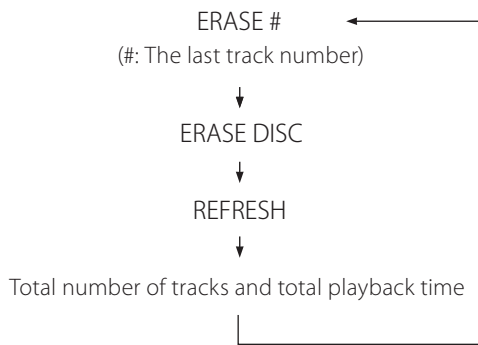 ERASE #
(#: The last track number)
ERASE DISC
REFRESH
Total number of tracks and total playback time